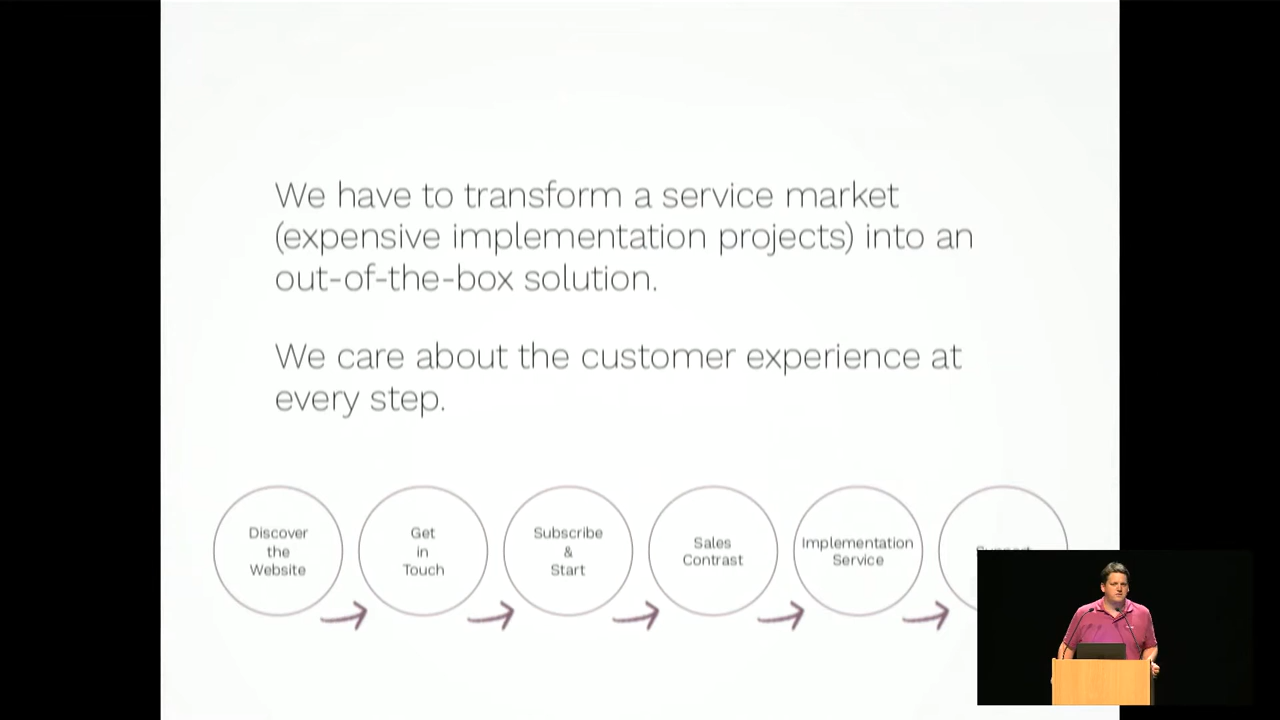 We have to transform a service market
(expensive implementation projects) into an
out-of-the-box solution.
We care about the customer experience at
every step.
Discover
the
Website
Get
in
Touch
Subscribe
&
Start
Sales
Contrast
Implementation
Service